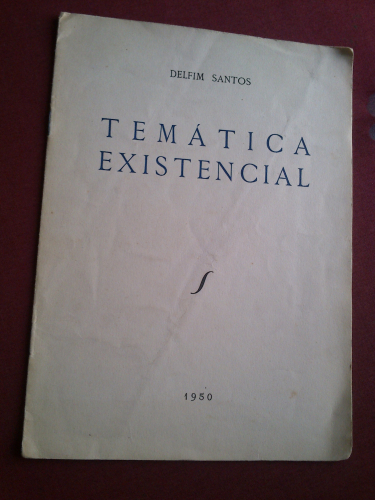 DELFIM SANTOS
TEMÁTICA
EXISTENCIAL
1950